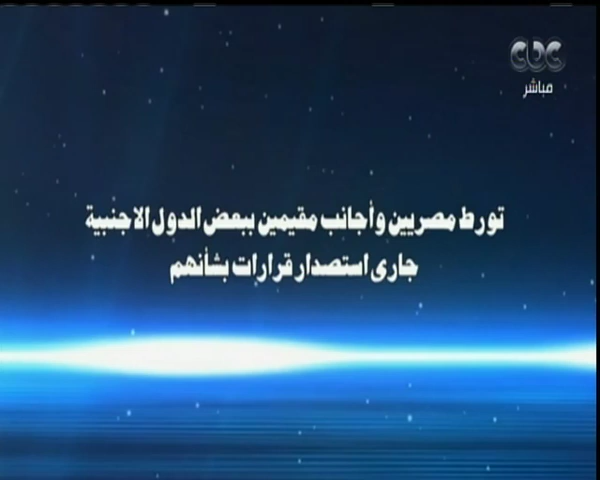 cbc
مباشر
تورط مصريين وأجانب مقيمين ببعض الدول الاجنبية
جارى استصدار قرارات بشأنهم